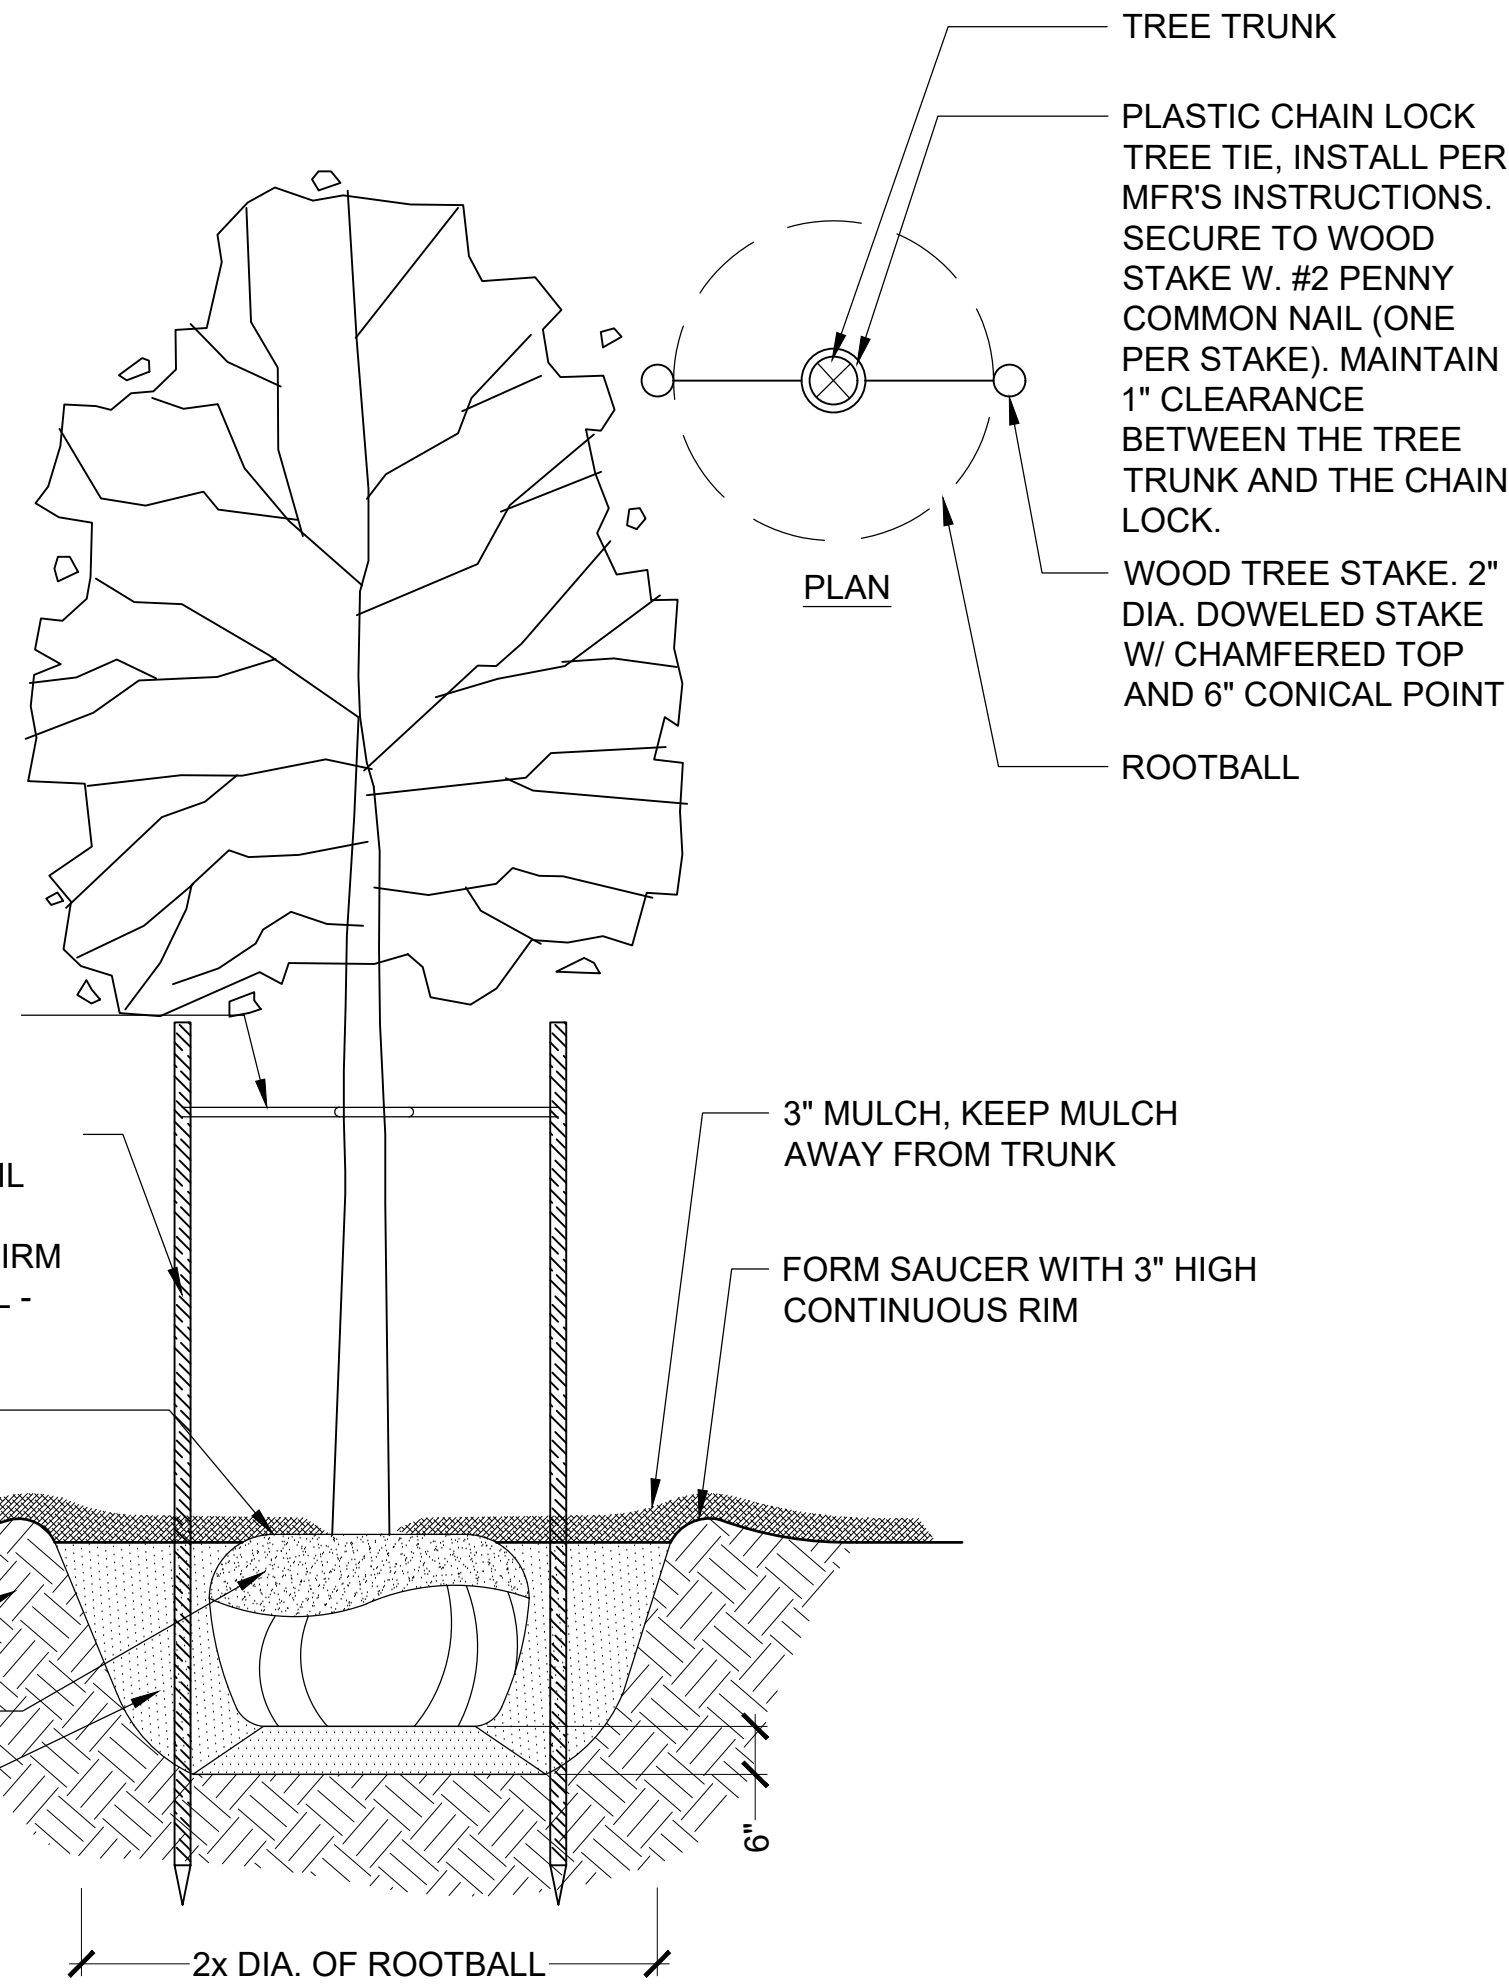 TREE TRUNK
PLASTIC CHAIN LOCK
TREE TIE, INSTALL PER
MFR'S INSTRUCTIONS.
SECURE TO WOOD
STAKE W. #2 PENNY
COMMON NAIL (ONE
PER STAKE). MAINTAIN
1" CLEARANCE
BETWEEN THE TREE
TRUNK AND THE CHAIN
LOCK.
WOOD TREE STAKE. 2"
DIA. DOWELED STAKE
W/ CHAMFERED TOP
AND 6" CONICAL POINT
ROOTBALL
PLAN
3" MULCH, KEEP MULCH
AWAY FROM TRUNK
FORM SAUCER WITH 3" HIGH
CONTINUOUS RIM
6"
2x DIA. OF ROOTBALL